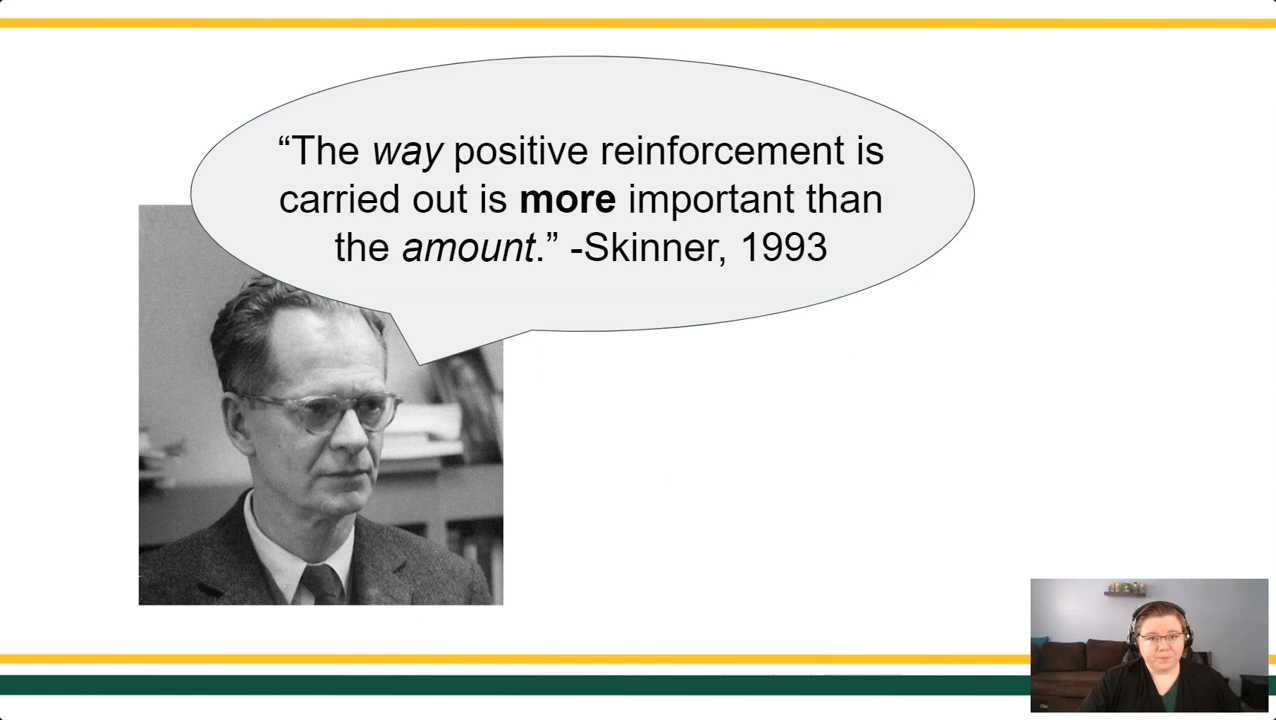 “The way positive reinforcement is
carried out is more important than
the amount.” -Skinner, 1993